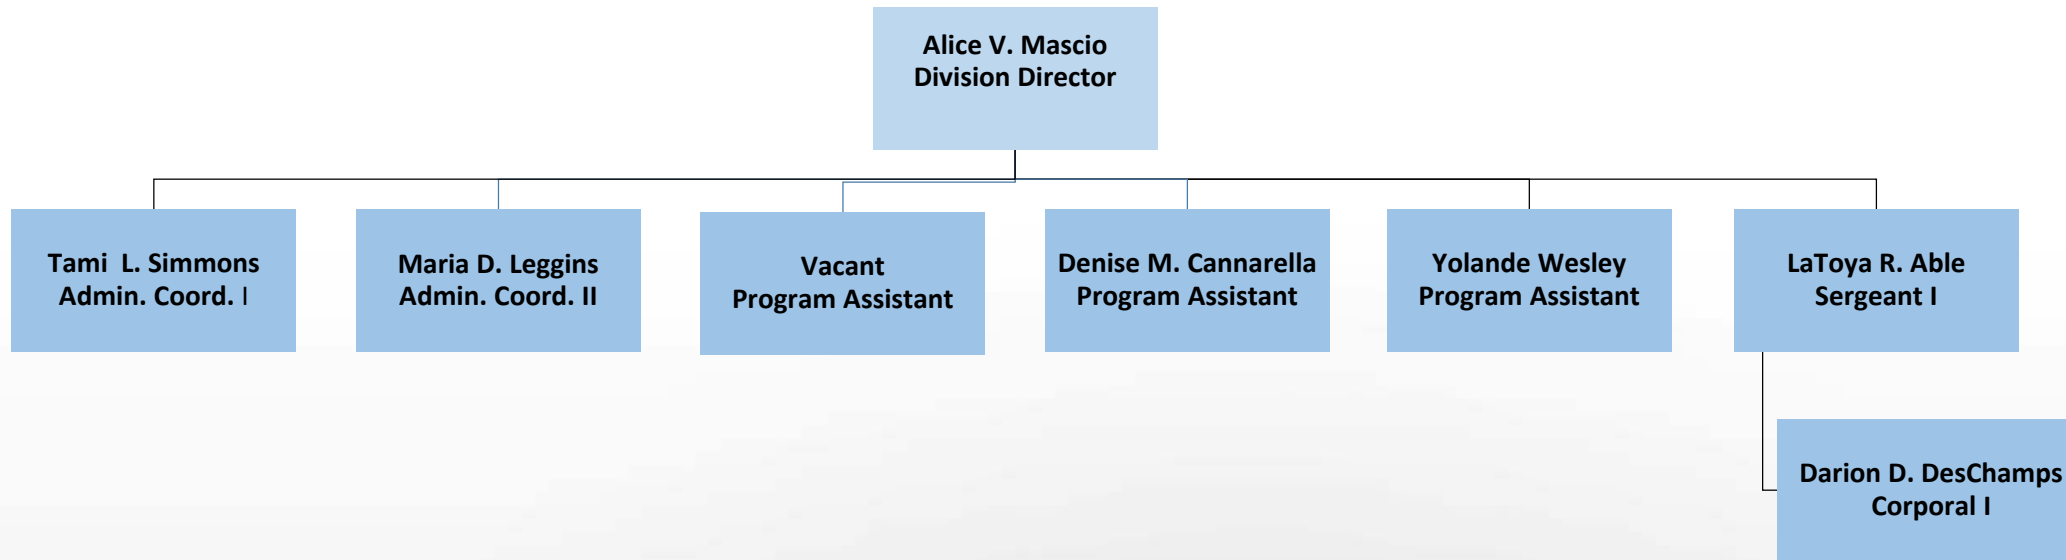 Alice V. Mascio
Division Director
Tami L. Simmons
Admin. Coord. I
Maria D. Leggins
Admin. Coord. II
Vacant
Program Assistant
Denise M. Cannarella
Program Assistant
Yolande Wesley
Program Assistant
LaToya R. Able
Sergeant I
Darion D. DesChamps
Corporal I